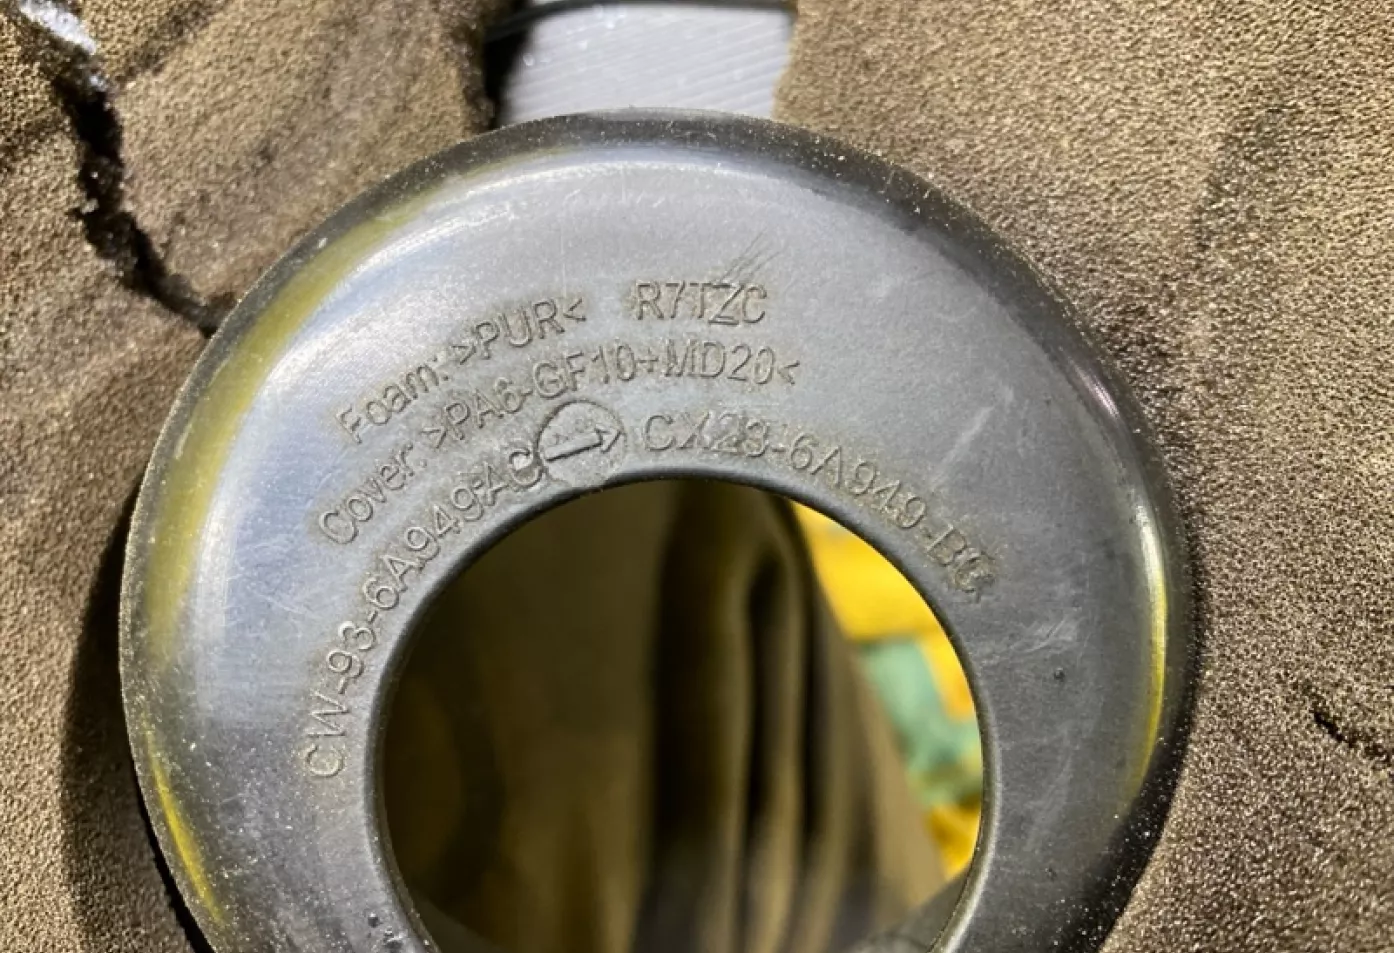 Foam: >PUR< R7TZC
Cover: >PA6-GF10+MD20<
CW-93-6A949-AC CX23-6A949-BC